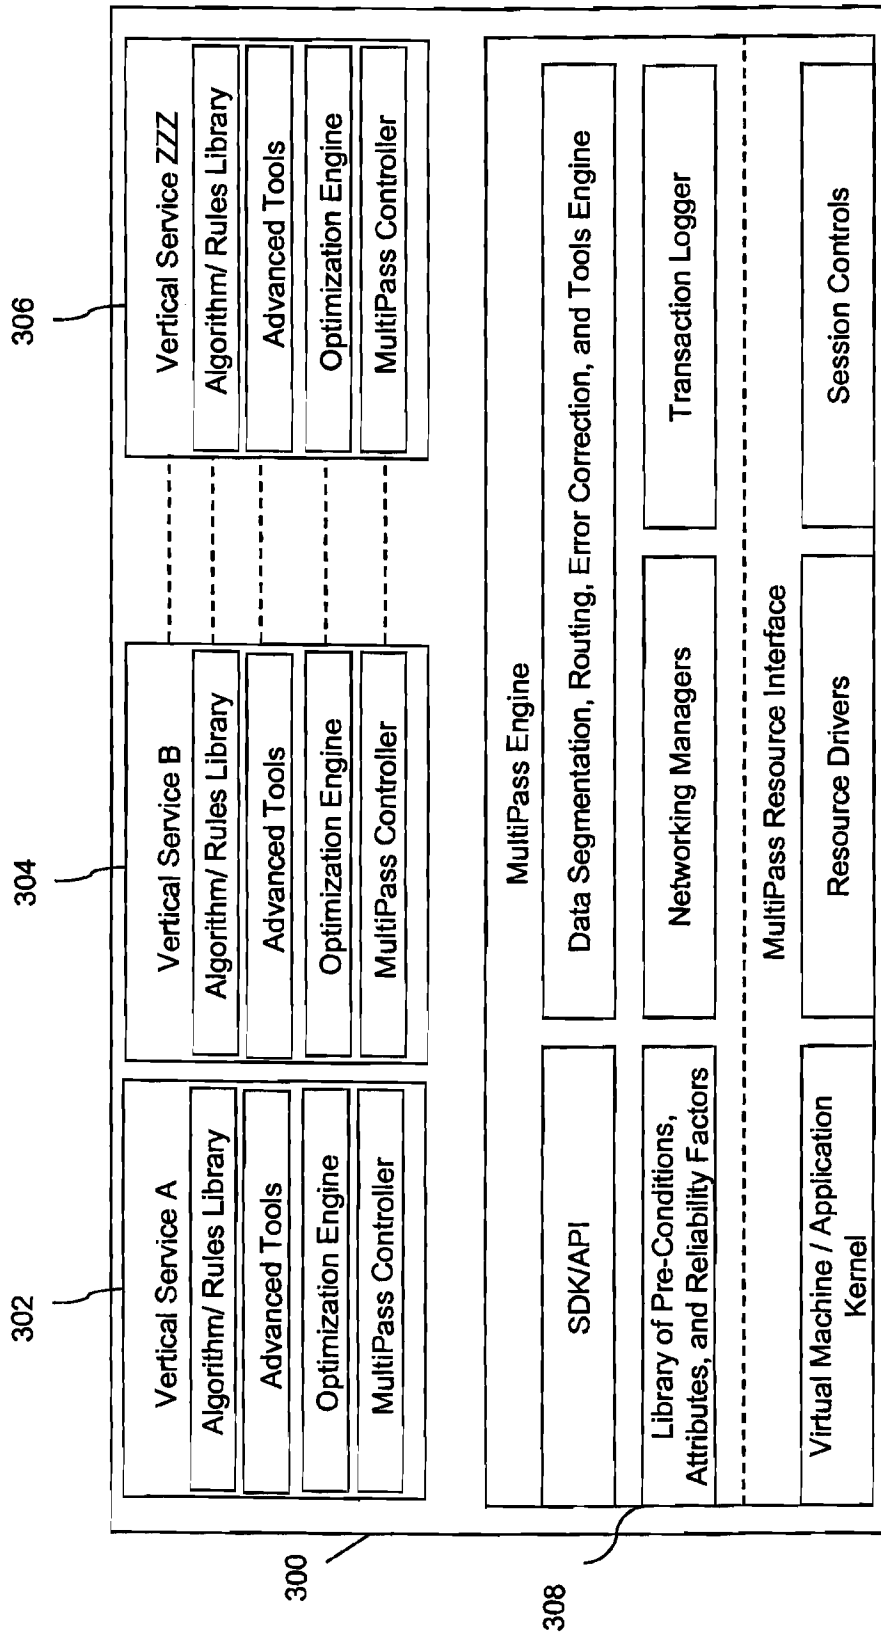 302
304
306
Vertical Service A
Algorithm/ Rules Library
Advanced Tools
Optimization Engine
MultiPass Controller
Vertical Service B
Algorithm/ Rules Library
Advanced Tools
Optimization Engine
MultiPass Controller
Vertical Service ZZZ
Algorithm/ Rules Library
Advanced Tools
Optimization Engine
MultiPass Controller
300
MultiPass Engine
SDK/API
Data Segmentation, Routing, Error Correction, and Tools Engine
308
Library of Pre-Conditions,
Attributes, and Reliability Factors
Networking Managers
Transaction Logger
MultiPass Resource Interface
Virtual Machine / Application
Kernel
Resource Drivers
Session Controls